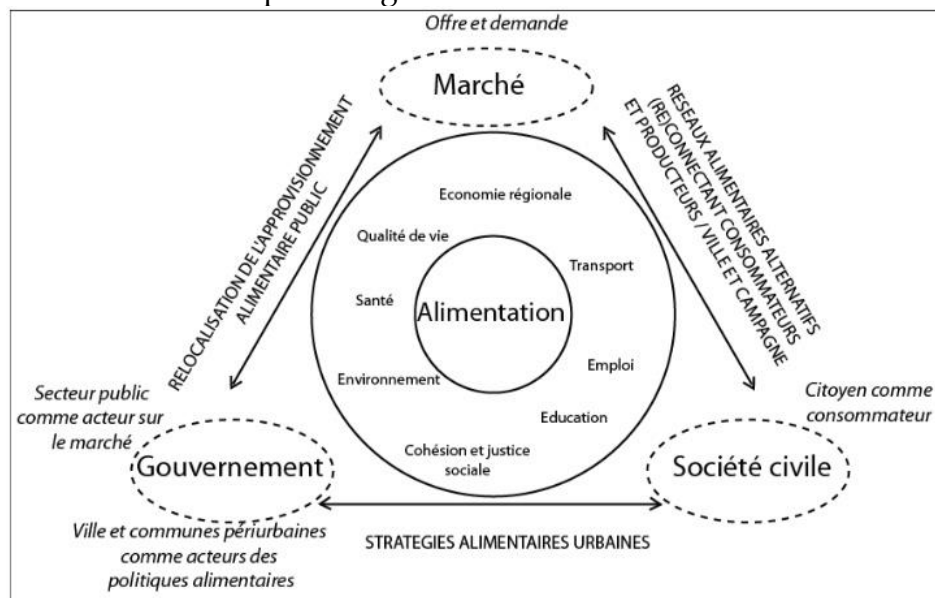 Offre et demande
Marché
RELOCALISATION DE L'APPROVISIONNEMENT
ALIMENTAIRE PUBLIC
RESEAUX ALIMENTAIRES ALTERNATIFS
(RE)CONNECTANT CONSOMMATEURS
ET PRODUCTEURS / VILLE ET CAMPAGNE
Economie régionale
Qualité de vie
Transport
Santé
Alimentation
Environnement
Emploi
Education
Cohésion et justice
sociale
Secteur public
comme acteur sur
le marché
Gouvernement
Ville et communes périurbaines
comme acteurs des
politiques alimentaires
Citoyen comme
consommateur
Société civile
STRATEGIES ALIMENTAIRES URBAINES